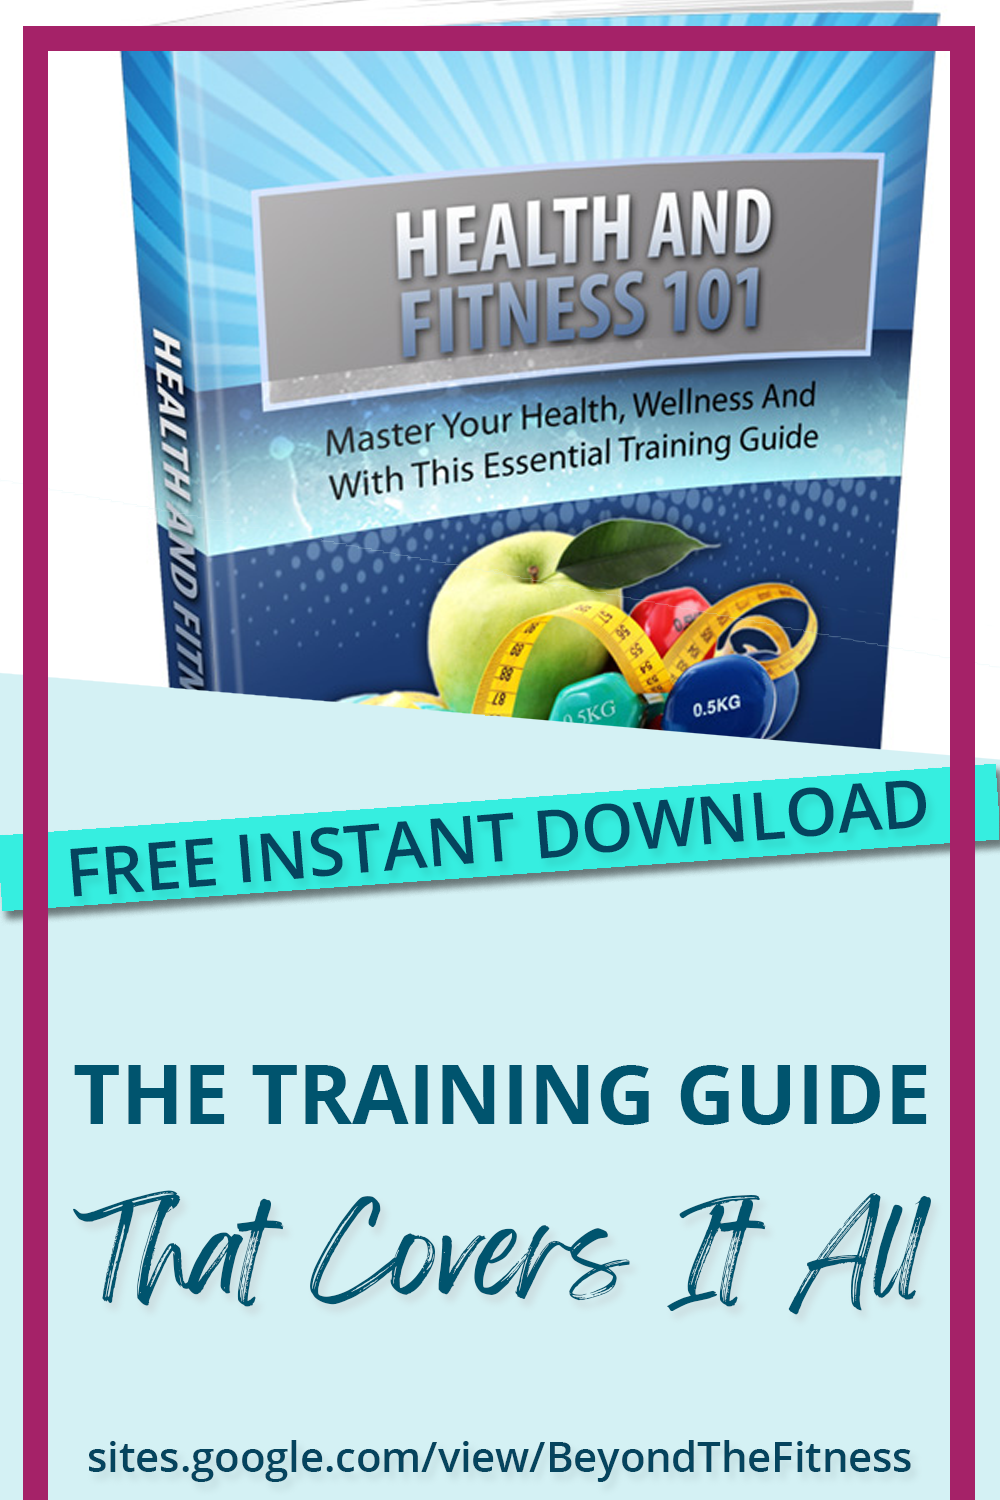 HEALTH AND
FITNESS 101
Master Your Health, Wellness And
With This Essential Training Guide
HEALTH AND FITN
0.5KG
0.5KG
FREE INSTANT DOWNLOAD
THE TRAINING GUIDE
That Covers It All
sites.google.com/view/BeyondTheFitness